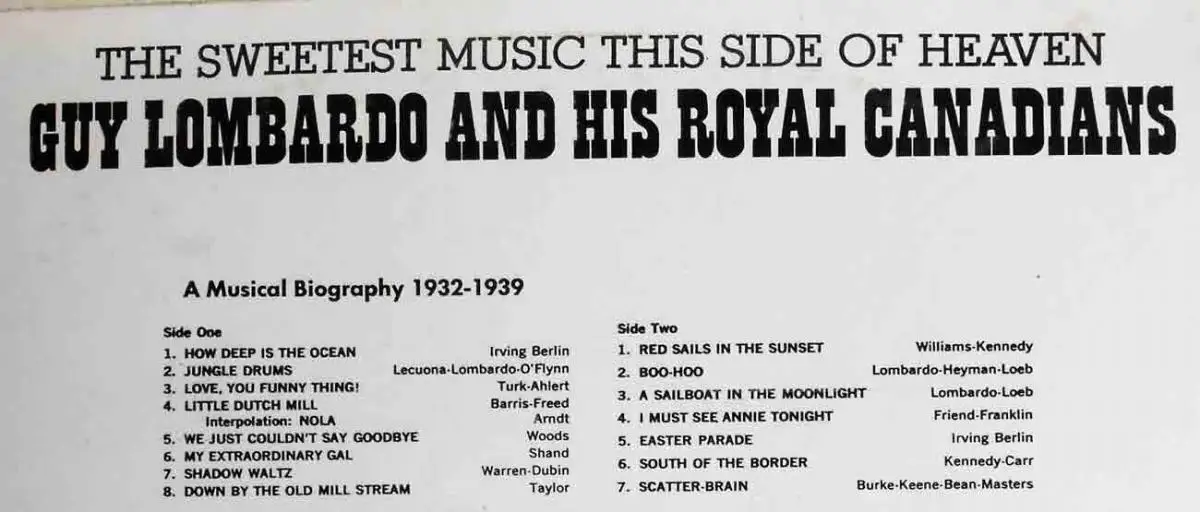 THE SWEETEST MUSIC THIS SIDE OF HEAVEN
GUY LOMBARDO AND HIS ROYAL CANADIANS
A Musical Biography 1932-1939
Side One
1. HOW DEEP IS THE OCEAN Irving Berlin
2. JUNGLE DRUMS Lecuona-Lombardo-O'Flynn
3. LOVE, YOU FUNNY THING! Turk-Ahlert
4. LITTLE DUTCH MILL Barris-Freed
Interpolation: NOLA Arndt
5. WE JUST COULDN'T SAY GOODBYE Woods
6. MY EXTRAORDINARY GAL Shand
7. SHADOW WALTZ Warren-Dubin
8. DOWN BY THE OLD MILL STREAM Taylor
Side Two
1. RED SAILS IN THE SUNSET Williams-Kennedy
2. BOO-HOO Lombardo-Heyman-Loeb
3. A SAILBOAT IN THE MOONLIGHT Lombardo-Loeb
4. I MUST SEE ANNIE TONIGHT Friend-Franklin
5. EASTER PARADE Irving Berlin
6. SOUTH OF THE BORDER Kennedy-Carr
7. SCATTER-BRAIN Burke-Keene-Bean-Masters